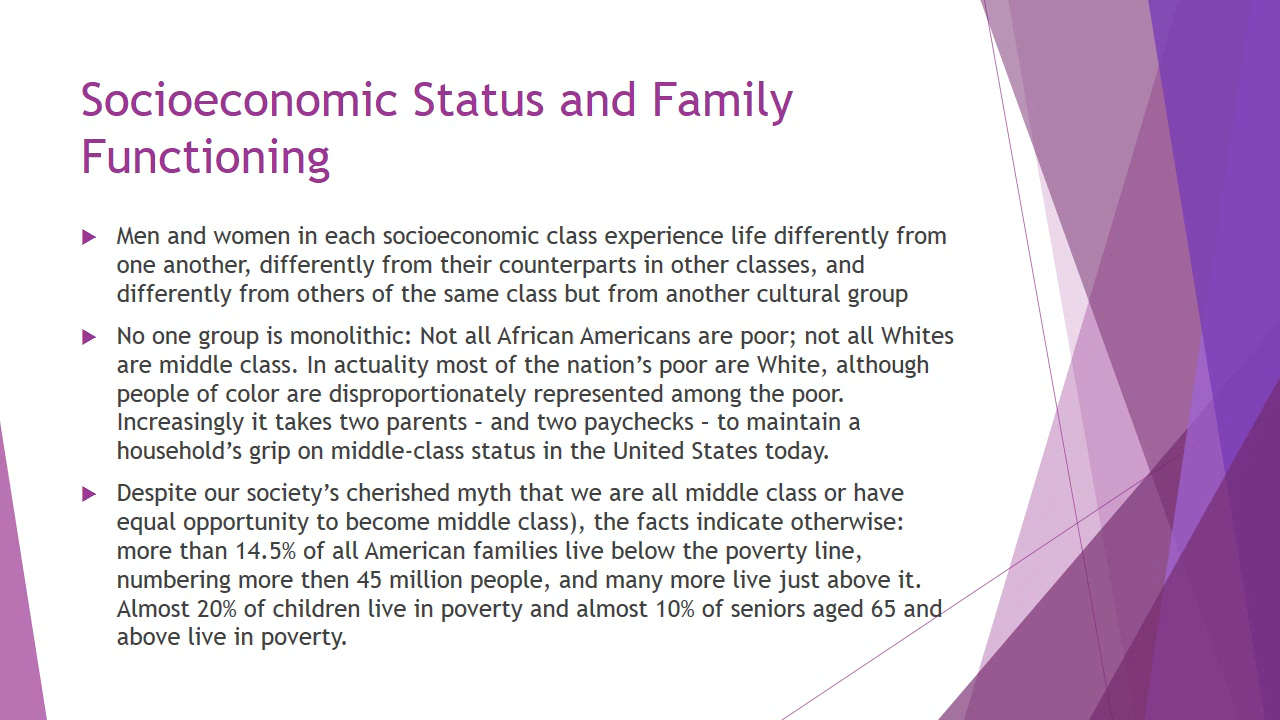 Socioeconomic Status and Family
Functioning
Men and women in each socioeconomic class experience life differently from
one another, differently from their counterparts in other classes, and
differently from others of the same class but from another cultural group
No one group is monolithic: Not all African Americans are poor; not all Whites
are middle class. In actuality most of the nation’s poor are White, although
people of color are disproportionately represented among the poor.
Increasingly it takes two parents – and two paychecks – to maintain a
household’s grip on middle-class status in the United States today.
Despite our society’s cherished myth that we are all middle class or have
equal opportunity to become middle class), the facts indicate otherwise:
more than 14.5% of all American families live below the poverty line,
numbering more then 45 million people, and many more live just above it.
Almost 20% of children live in poverty and almost 10% of seniors aged 65 and
above live in poverty.